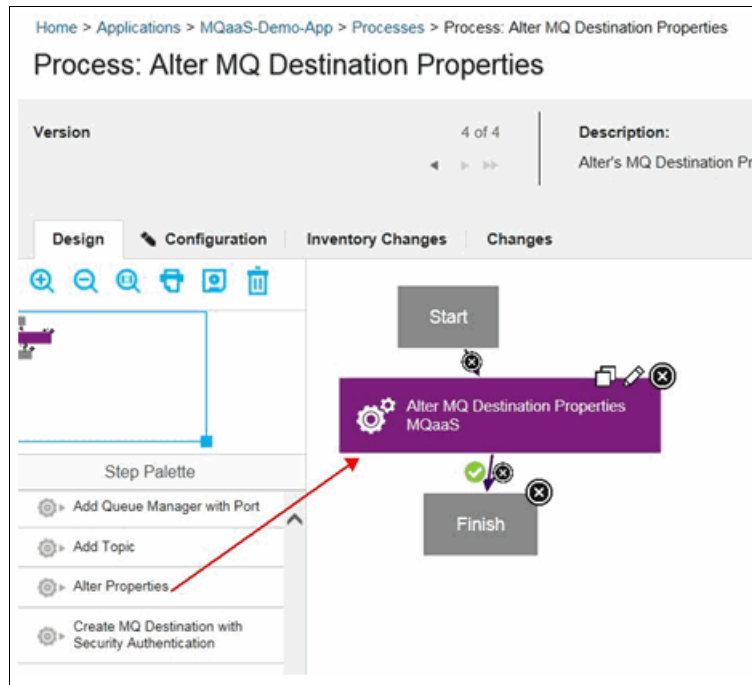 Home > Applications > MQaaS-Demo-App > Processes > Process: Alter MQ Destination Properties
Process: Alter MQ Destination Properties
Version
4 of 4
Description:
Alter's MQ Destination Pr
Design
Configuration
Inventory Changes
Changes
Start
Alter MQ Destination Properties
MQaaS
Finish
Step Palette
Add Queue Manager with Port
Add Topic
Alter Properties
Create MQ Destination with
Security Authentication